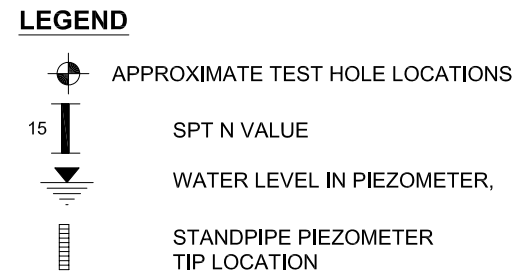 LEGEND
APPROXIMATE TEST HOLE LOCATIONS
15 SPT N VALUE
WATER LEVEL IN PIEZOMETER,
STANDPIPE PIEZOMETER
TIP LOCATION